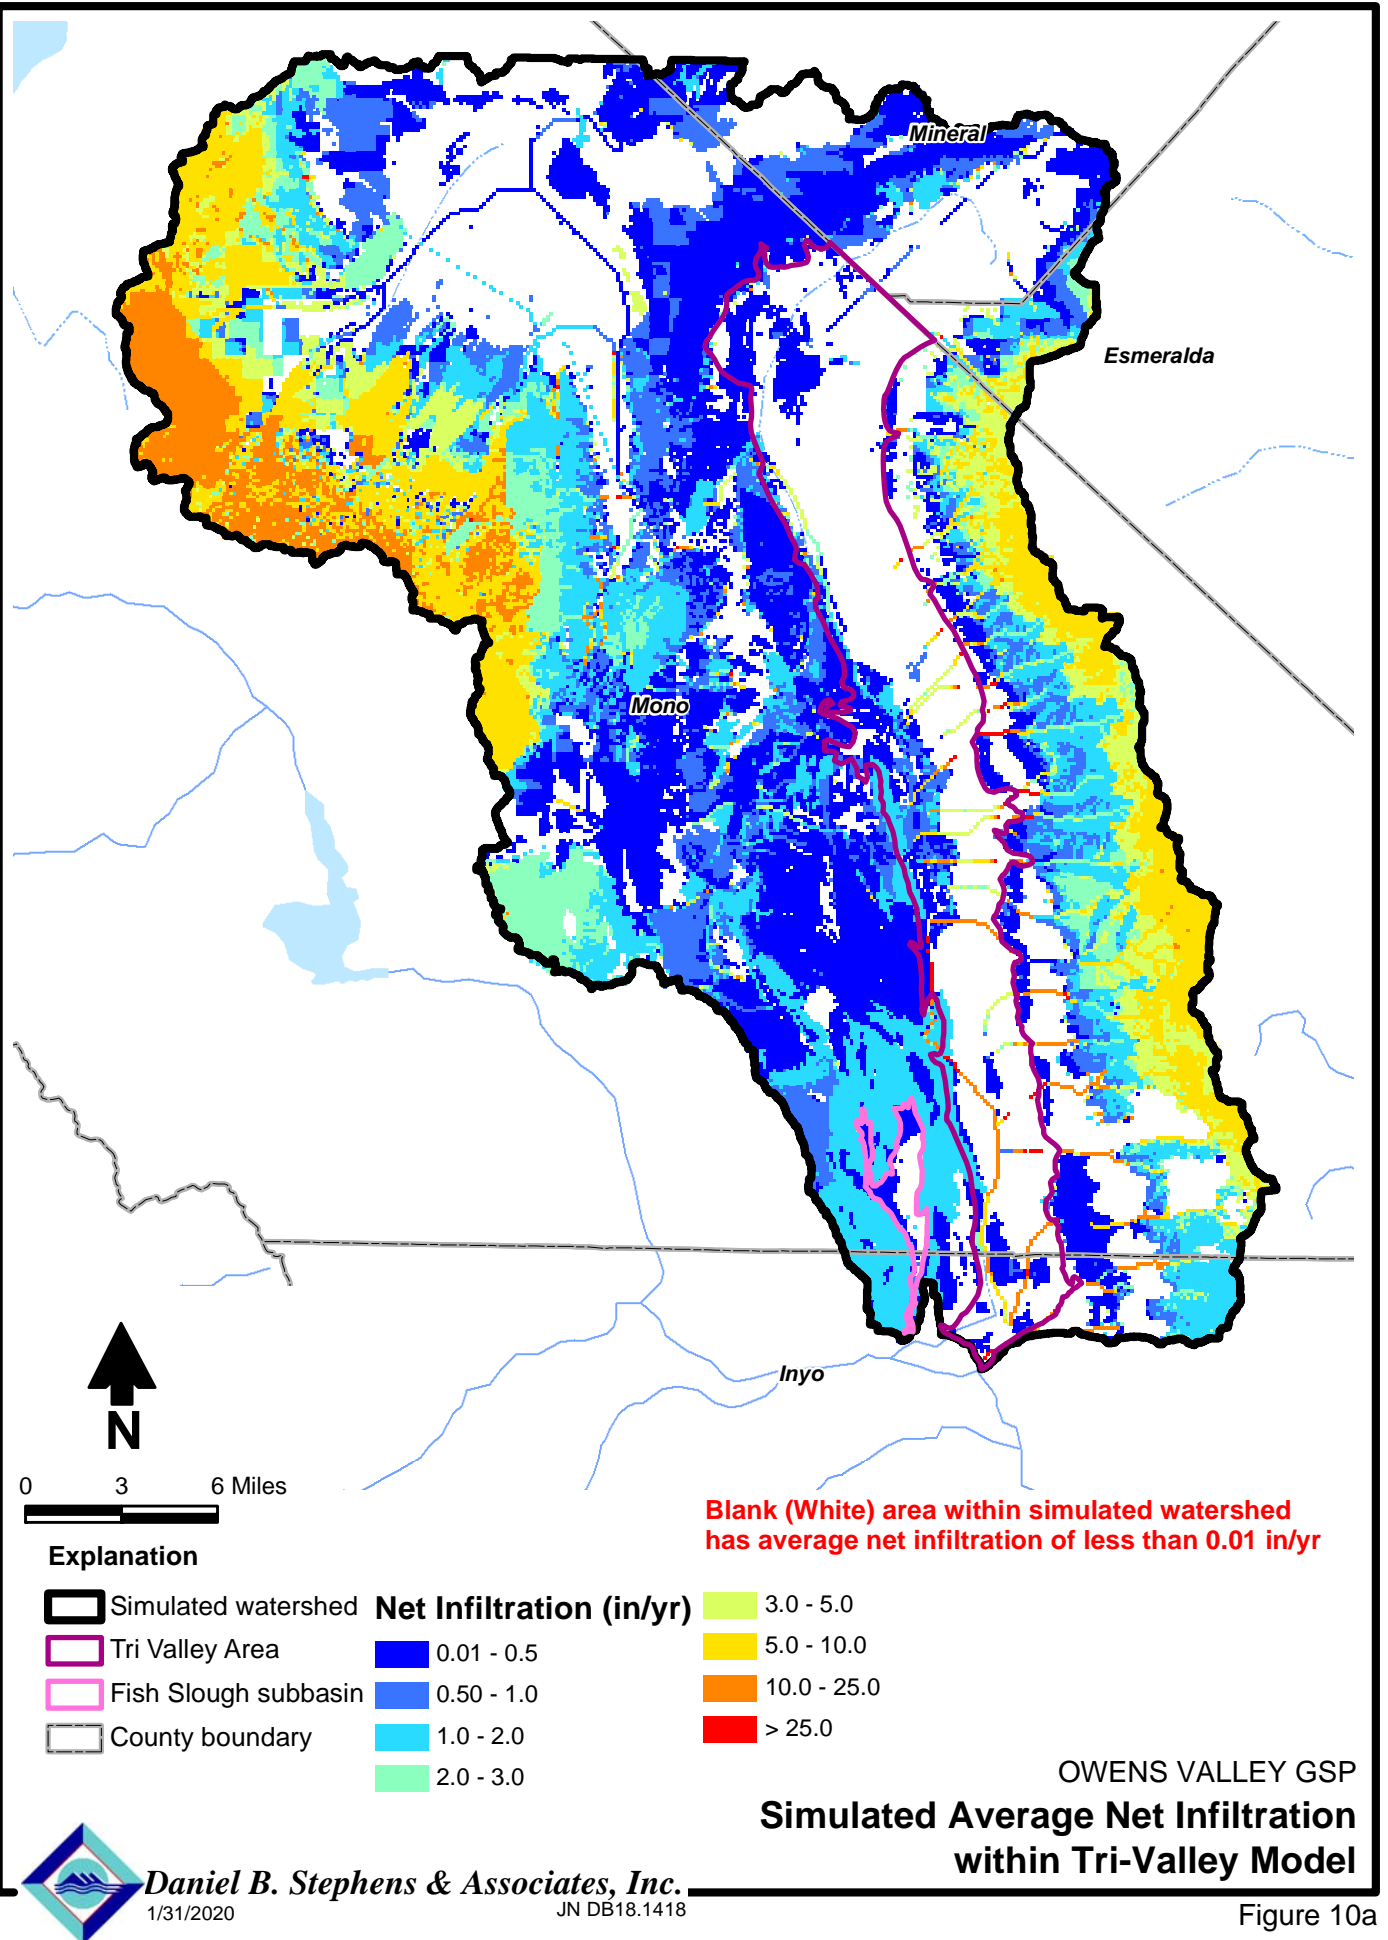 Mineral
Esmeralda
Mono
Inyo
N
0 3 6 Miles
Blank (White) area within simulated watershed
has average net infiltration of less than 0.01 in/yr
Explanation
Simulated watershed
Tri Valley Area
Fish Slough subbasin
County boundary
Net Infiltration (in/yr)
0.01 - 0.5
0.50 - 1.0
1.0 - 2.0
2.0 - 3.0
3.0 - 5.0
5.0 - 10.0
10.0 - 25.0
> 25.0
OWENS VALLEY GSP
Simulated Average Net Infiltration
within Tri-Valley Model
Daniel B. Stephens & Associates, Inc.
1/31/2020
JN DB18.1418
Figure 10a